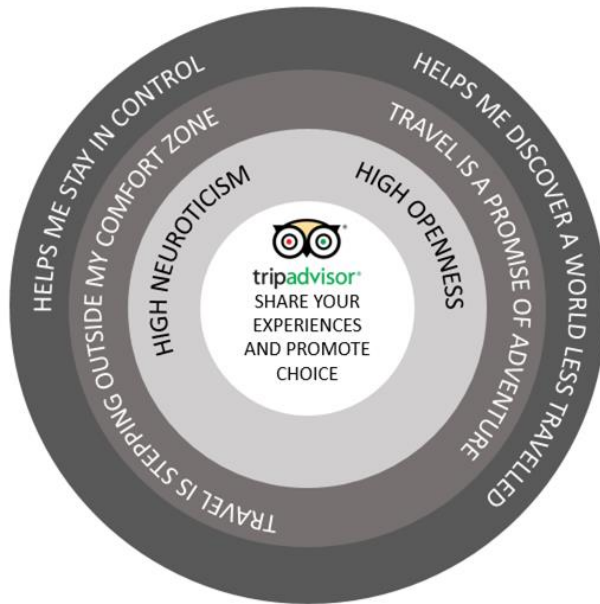 HELPS ME STAY IN CONTROL
HELPS ME DISCOVER A WORLD LESS TRAVELLED
TRAVEL IS STEPPING OUTSIDE MY COMFORT ZONE
TRAVEL IS A PROMISE OF ADVENTURE
HIGH NEUROTICISM
HIGH OPENNESS
tripadvisor®
SHARE YOUR
EXPERIENCES
AND PROMOTE
CHOICE